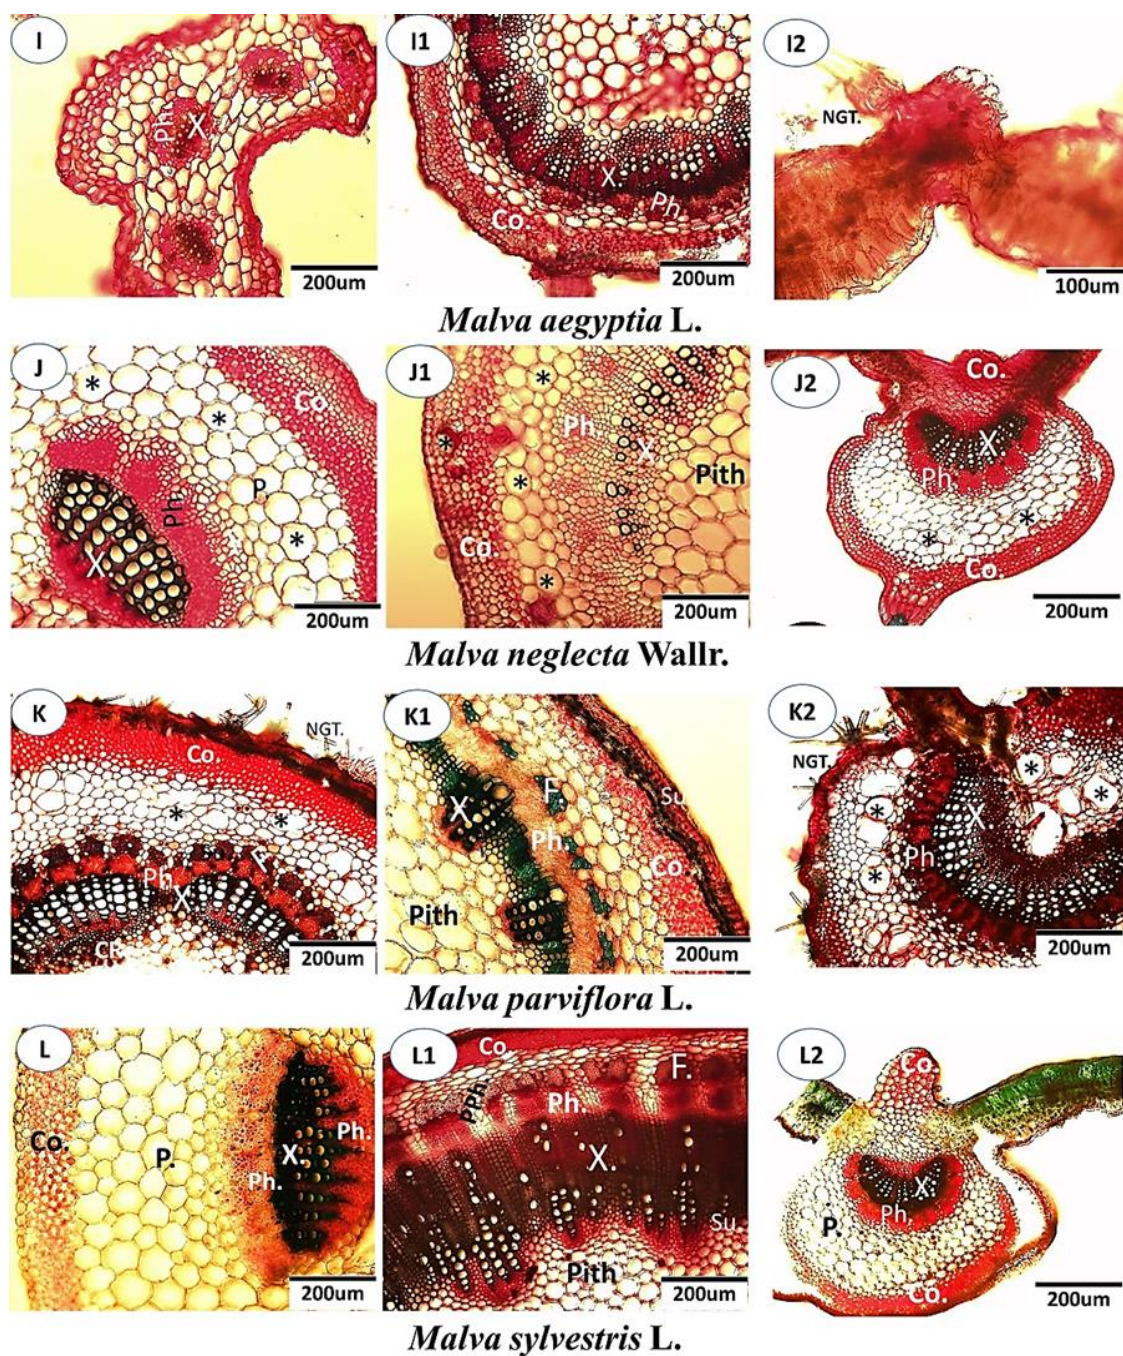 I
Ph.
X
200um
I1
X
Ph.
Co.
200um
I2
NGT.
100um
Malva aegyptia L.
J
*
*
Co.
P.
Ph.
*
X
200um
J1
*
Ph.
*
X
*
Pith
Co.
*
200um
J2
Co.
X
Ph.
*
*
Co.
200um
Malva neglecta Wallr.
K
NGT.
Co.
*
*
F.
Ph.
X
200um
K1
X
F.
Su.
Ph.
Co.
Pith
200um
K2
NGT.
*
*
*
X
Ph.
*
200um
Malva parviflora L.
L
Co.
P.
Ph.
X.
Ph.
200um
L1
Co.
F.
PPh
Ph.
X.
Su.
Pith
200um
L2
Co.
X
Ph.
P.
Co.
200um
Malva sylvestris L.